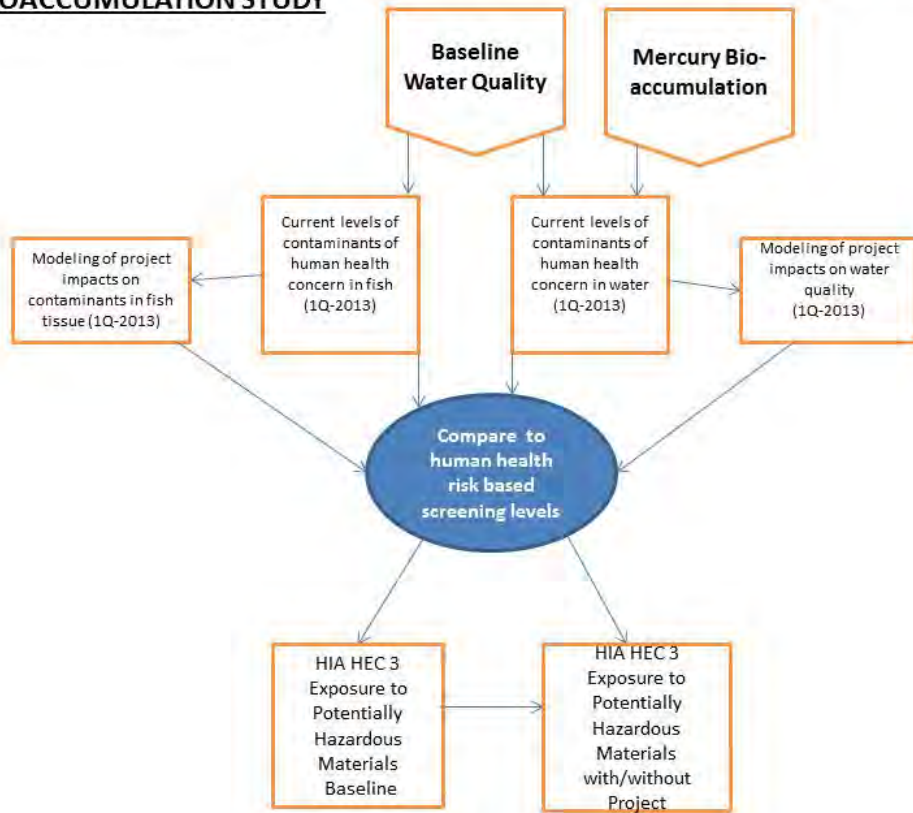 OACCUMULATION STUDY
Baseline
Water Quality
Mercury Bio-
accumulation
Current levels of
contaminants of
human health
concern in fish
(1Q-2013)
Current levels of
contaminants of
human health
concern in water
(1Q-2013)
Modeling of project
impacts on
contaminants in fish
tissue (1Q-2013)
Modeling of project
impacts on water
quality
(1Q-2013)
Compare to
human health
risk based
screening levels
HIA HEC 3
Exposure to
Potentially
Hazardous
Materials
Baseline
HIA HEC 3
Exposure to
Potentially
Hazardous
Materials
with/without
Project